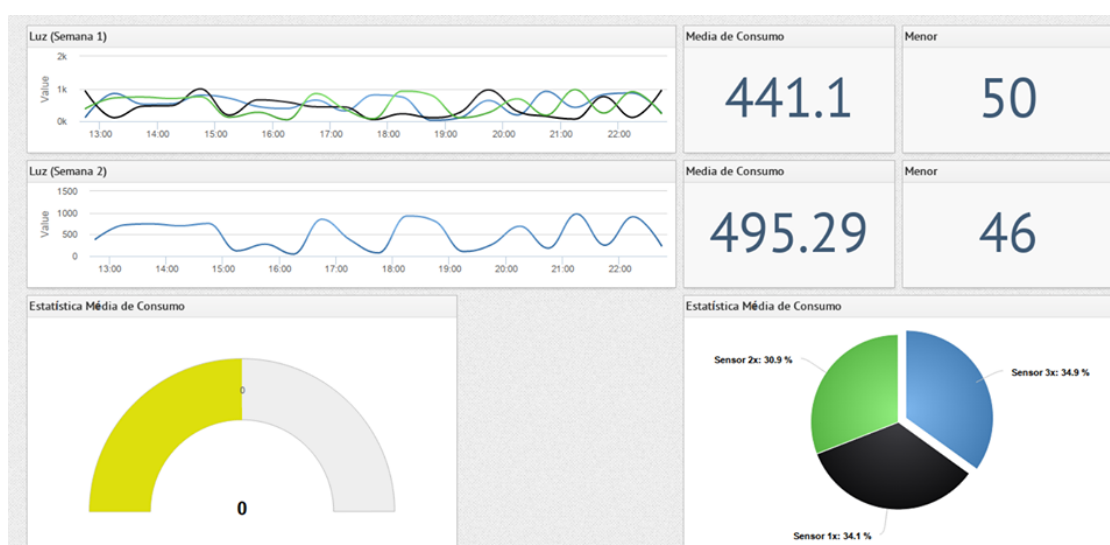 Luz (Semana 1)
Media de Consumo
Menor
2k
1k
0k
Value
13:00 14:00 15:00 16:00 17:00 18:00 19:00 20:00 21:00 22:00
441.1
50
Luz (Semana 2)
Media de Consumo
Menor
1500
1000
500
0
Value
13:00 14:00 15:00 16:00 17:00 18:00 19:00 20:00 21:00 22:00
495.29
46
Estatística Média de Consumo
0
0
Estatística Média de Consumo
Sensor 2x: 30.9 %
Sensor 3x: 34.9 %
Sensor 1x: 34.1 %